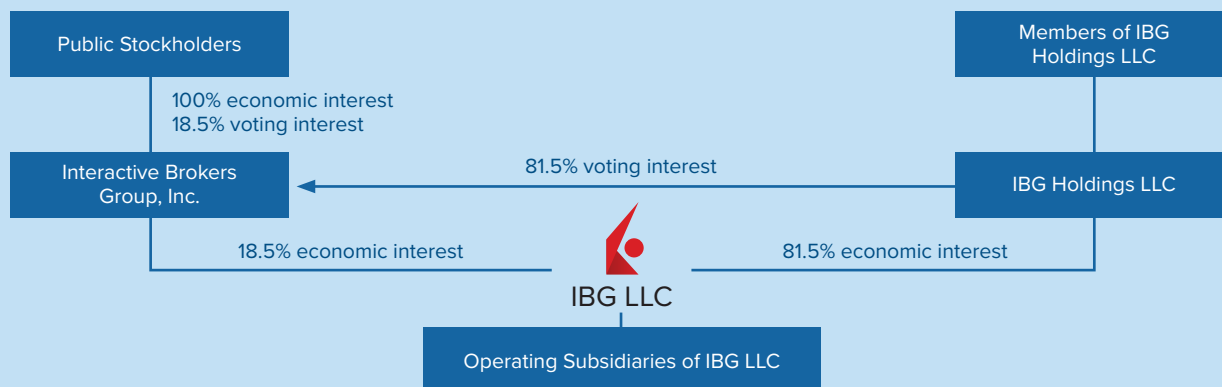 Public Stockholders
Members of IBG
Holdings LLC
100% economic interest
18.5% voting interest
Interactive Brokers
Group, Inc.
81.5% voting interest
IBG Holdings LLC
18.5% economic interest
81.5% economic interest
IBG LLC
Operating Subsidiaries of IBG LLC